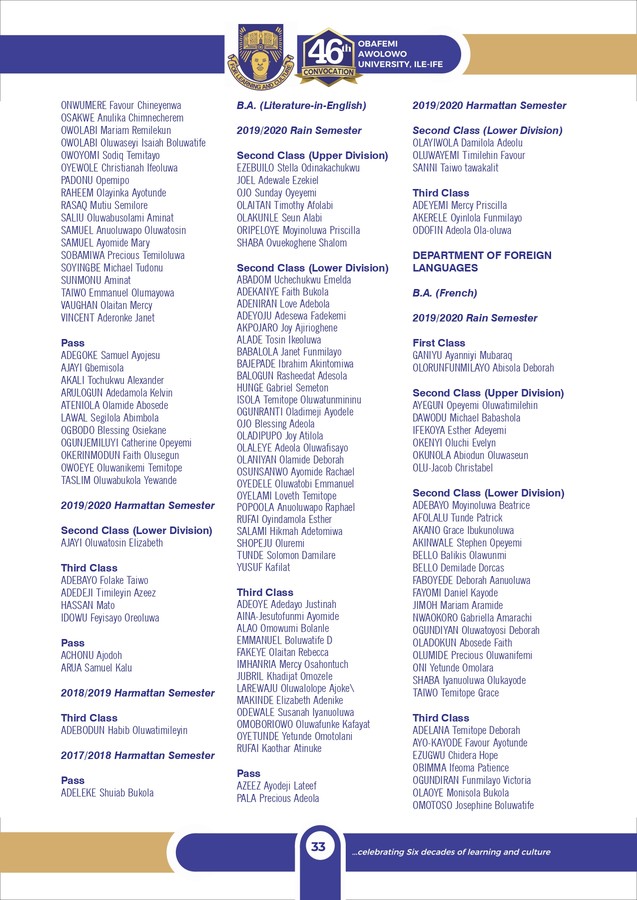 FOR LEARNING AND CULTURE
46th
CONVOCATION
OBAFEMI
AWOLOWO
UNIVERSITY, ILE-IFE
ONWUMERE Favour Chineyenwa
OSAKWE Anulika Chimnecherem
OWOLABI Mariam Remilekun
OWOLABI Oluwaseyi Isaiah Boluwatife
OWOYOMI Sodiq Temitayo
OYEWOLE Christianah Ifeoluwa
PADONU Opemipo
RAHEEM Olayinka Ayotunde
RASAQ Mutiu Semilore
SALIU Oluwabusolami Aminat
SAMUEL Anuoluwapo Oluwatosin
SAMUEL Ayomide Mary
SOBAMIWA Precious Temiloluwa
SOYINGBE Michael Tudonu
SUNMONU Aminat
TAIWO Emmanuel Olumayowa
VAUGHAN Olaitan Mercy
VINCENT Aderonke Janet
Pass
ADEGOKE Samuel Ayojesu
AJAYI Gbemisola
AKALI Tochukwu Alexander
ARULOGUN Adedamola Kelvin
ATENIOLA Olamide Abosede
LAWAL Segilola Abimbola
OGBODO Blessing Osiekane
OGUNJEMILUYI Catherine Opeyemi
OKERINMODUN Faith Olusegun
OWOEYE Oluwanikemi Temitope
TASLIM Oluwabukola Yewande
2019/2020 Harmattan Semester
Second Class (Lower Division)
AJAYI Oluwatosin Elizabeth
Third Class
ADEBAYO Folake Taiwo
ADEDEJI Timileyin Azeez
HASSAN Mato
IDOWU Feyisayo Oreoluwa
Pass
ACHONU Ajodoh
ARUA Samuel Kalu
2018/2019 Harmattan Semester
Third Class
ADEBODUN Habib Oluwatimileyin
2017/2018 Harmattan Semester
Pass
ADELEKE Shuiab Bukola
B.A. (Literature-in-English)
2019/2020 Rain Semester
Second Class (Upper Division)
EZEBUILO Stella Odinakachukwu
JOEL Adewale Ezekiel
OJO Sunday Oyeyemi
OLAITAN Timothy Afolabi
OLAKUNLE Seun Alabi
ORIPELOYE Moyinoluwa Priscilla
SHABA Ovuekoghene Shalom
Second Class (Lower Division)
ABADOM Uchechukwu Emelda
ADEKANYE Faith Bukola
ADENIRAN Love Adebola
ADEYOJU Adesewa Fadekemi
AKPOJARO Joy Ajirioghene
ALADE Tosin Ikeoluwa
BABALOLA Janet Funmilayo
BAJEPADE Ibrahim Akintomiwa
BALOGUN Rasheedat Adesola
HUNGE Gabriel Semeton
ISOLA Temitope Oluwatunmininu
OGUNRANTI Oladimeji Ayodele
OJO Blessing Adeola
OLADIPUPO Joy Atilola
OLALEYE Adeola Oluwafisayo
OLANIYAN Olamide Deborah
OSUNSANWO Ayomide Rachael
OYEDELE Oluwatobi Emmanuel
OYELAMI Loveth Temitope
POPOOLA Anuoluwapo Raphael
RUFAI Oyindamola Esther
SALAMI Hikmah Adetomiwa
SHOPEJU Oluremi
TUNDE Solomon Damilare
YUSUF Kafilat
Third Class
ADEOYE Adedayo Justinah
AINA-Jesutofunmi Ayomide
ALAO Omowumi Bolanle
EMMANUEL Boluwatife D
FAKEYE Olaitan Rebecca
IMHANRIA Mercy Osahontuch
JUBRIL Khadijat Omozele
LAREWAJU Oluwalolope Ajoke\
MAKINDE Elizabeth Adenike
ODEWALE Susanah Iyanuoluwa
OMOBORIOWO Oluwafunke Kafayat
OYETUNDE Yetunde Omotolani
RUFAI Kaothar Atinuke
Pass
AZEEZ Ayodeji Lateef
PALA Precious Adeola
2019/2020 Harmattan Semester
Second Class (Lower Division)
OLAYIWOLA Damilola Adeolu
OLUWAYEMI Timilehin Favour
SANNI Taiwo tawakalit
Third Class
ADEYEMI Mercy Priscilla
AKERELE Oyinlola Funmilayo
ODOFIN Adeola Ola-oluwa
DEPARTMENT OF FOREIGN
LANGUAGES
B.A. (French)
2019/2020 Rain Semester
First Class
GANIYU Ayanniyi Mubaraq
OLORUNFUNMILAYO Abisola Deborah
Second Class (Upper Division)
AYEGUN Opeyemi Oluwatimilehin
DAWODU Michael Babashola
IFEKOYA Esther Adeyemi
OKENYI Oluchi Evelyn
OKUNOLA Abiodun Oluwaseun
OLU-Jacob Christabel
Second Class (Lower Division)
ADEBAYO Moyinoluwa Beatrice
AFOLALU Tunde Patrick
AKANO Grace Ibukunoluwa
AKINWALE Stephen Opeyemi
BELLO Balikis Olawunmi
BELLO Demilade Dorcas
FABOYEDE Deborah Aanuoluwa
FAYOMI Daniel Kayode
JIMOH Mariam Aramide
NWAOKORO Gabriella Amarachi
OGUNDIYAN Oluwatoyosi Deborah
OLADOKUN Abosede Faith
OLUMIDE Precious Oluwanifemi
ONI Yetunde Omolara
SHABA Iyanuoluwa Olukayode
TAIWO Temitope Grace
Third Class
ADELANA Temitope Deborah
AYO-KAYODE Favour Ayotunde
EZUGWU Chidera Hope
OBIMMA Ifeoma Patience
OGUNDIRAN Funmilayo Victoria
OLAOYE Monisola Bukola
OMOTOSO Josephine Boluwatife
33
...celebrating Six decades of learning and culture